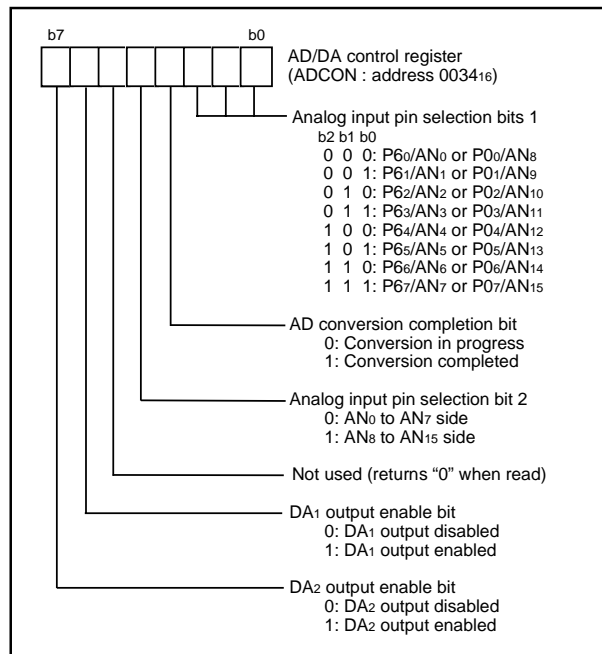 b7 b0
AD/DA control register
(ADCON : address 0034₁₆)
Analog input pin selection bits 1
b2 b1 b0
0 0 0: P6₀/AN₀ or P0₀/AN₈
0 0 1: P6₁/AN₁ or P0₁/AN₉
0 1 0: P6₂/AN₂ or P0₂/AN₁₀
0 1 1: P6₃/AN₃ or P0₃/AN₁₁
1 0 0: P6₄/AN₄ or P0₄/AN₁₂
1 0 1: P6₅/AN₅ or P0₅/AN₁₃
1 1 0: P6₆/AN₆ or P0₆/AN₁₄
1 1 1: P6₇/AN₇ or P0₇/AN₁₅
AD conversion completion bit
0: Conversion in progress
1: Conversion completed
Analog input pin selection bit 2
0: AN₀ to AN₇ side
1: AN₈ to AN₁₅ side
Not used (returns “0” when read)
DA₁ output enable bit
0: DA₁ output disabled
1: DA₁ output enabled
DA₂ output enable bit
0: DA₂ output disabled
1: DA₂ output enabled